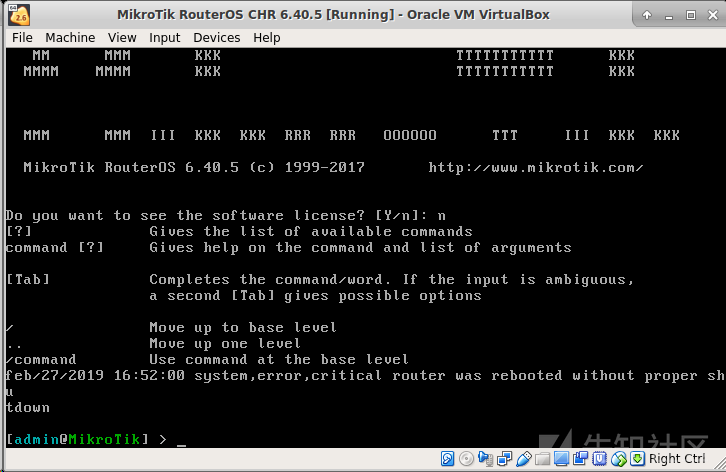 MikroTik RouterOS CHR 6.40.5 [Running] - Oracle VM VirtualBox
File Machine View Input Devices Help
MM MMM KKK TTTTTTTTTTT KKK
MMMM MMMM KKK TTTTTTTTTTT KKK
MMM MMM III KKK KKK RRR RRR OOOOOO TTT III KKK KKK
MikroTik RouterOS 6.40.5 (c) 1999-2017 http://www.mikrotik.com/
Do you want to see the software license? [Y/n]: n
[?] Gives the list of available commands
command [?] Gives help on the command and list of arguments
[Tab] Completes the command/word. If the input is ambiguous,
a second [Tab] gives possible options
/ Move up to base level
.. Move up one level
/command Use command at the base level
feb/27/2019 16:52:00 system,error,critical router was rebooted without proper sh
u
tdown
[admin@MikroTik] > _
先知社区
Right Ctrl